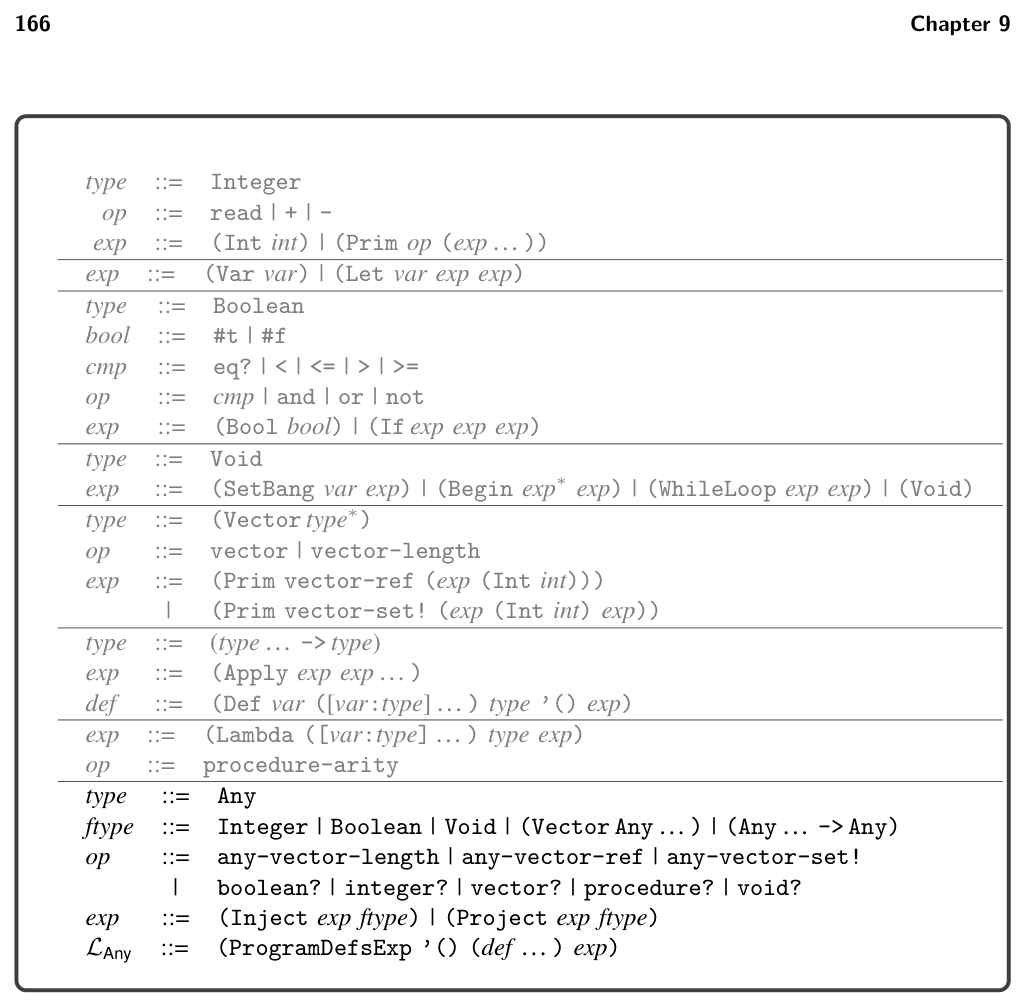 166 Chapter 9
type ::= Integer
op ::= read | + | -
exp ::= (Int int) | (Prim op (exp … ))
exp ::= (Var var) | (Let var exp exp)
type ::= Boolean
bool ::= #t | #f
cmp ::= eq? | < | <= | > | >=
op ::= cmp | and | or | not
exp ::= (Bool bool) | (If exp exp exp)
type ::= Void
exp ::= (SetBang var exp) | (Begin exp* exp) | (WhileLoop exp exp) | (Void)
type ::= (Vector type*)
op ::= vector | vector-length
exp ::= (Prim vector-ref (exp (Int int)))
| (Prim vector-set! (exp (Int int) exp))
type ::= (type … -> type)
exp ::= (Apply exp exp … )
def ::= (Def var ([var:type] … ) type ’() exp)
exp ::= (Lambda ([var:type] … ) type exp)
op ::= procedure-arity
type ::= Any
ftype ::= Integer | Boolean | Void | (Vector Any … ) | (Any … -> Any)
op ::= any-vector-length | any-vector-ref | any-vector-set!
| boolean? | integer? | vector? | procedure? | void?
exp ::= (Inject exp ftype) | (Project exp ftype)
ℒAny ::= (ProgramDefsExp ’() (def … ) exp)